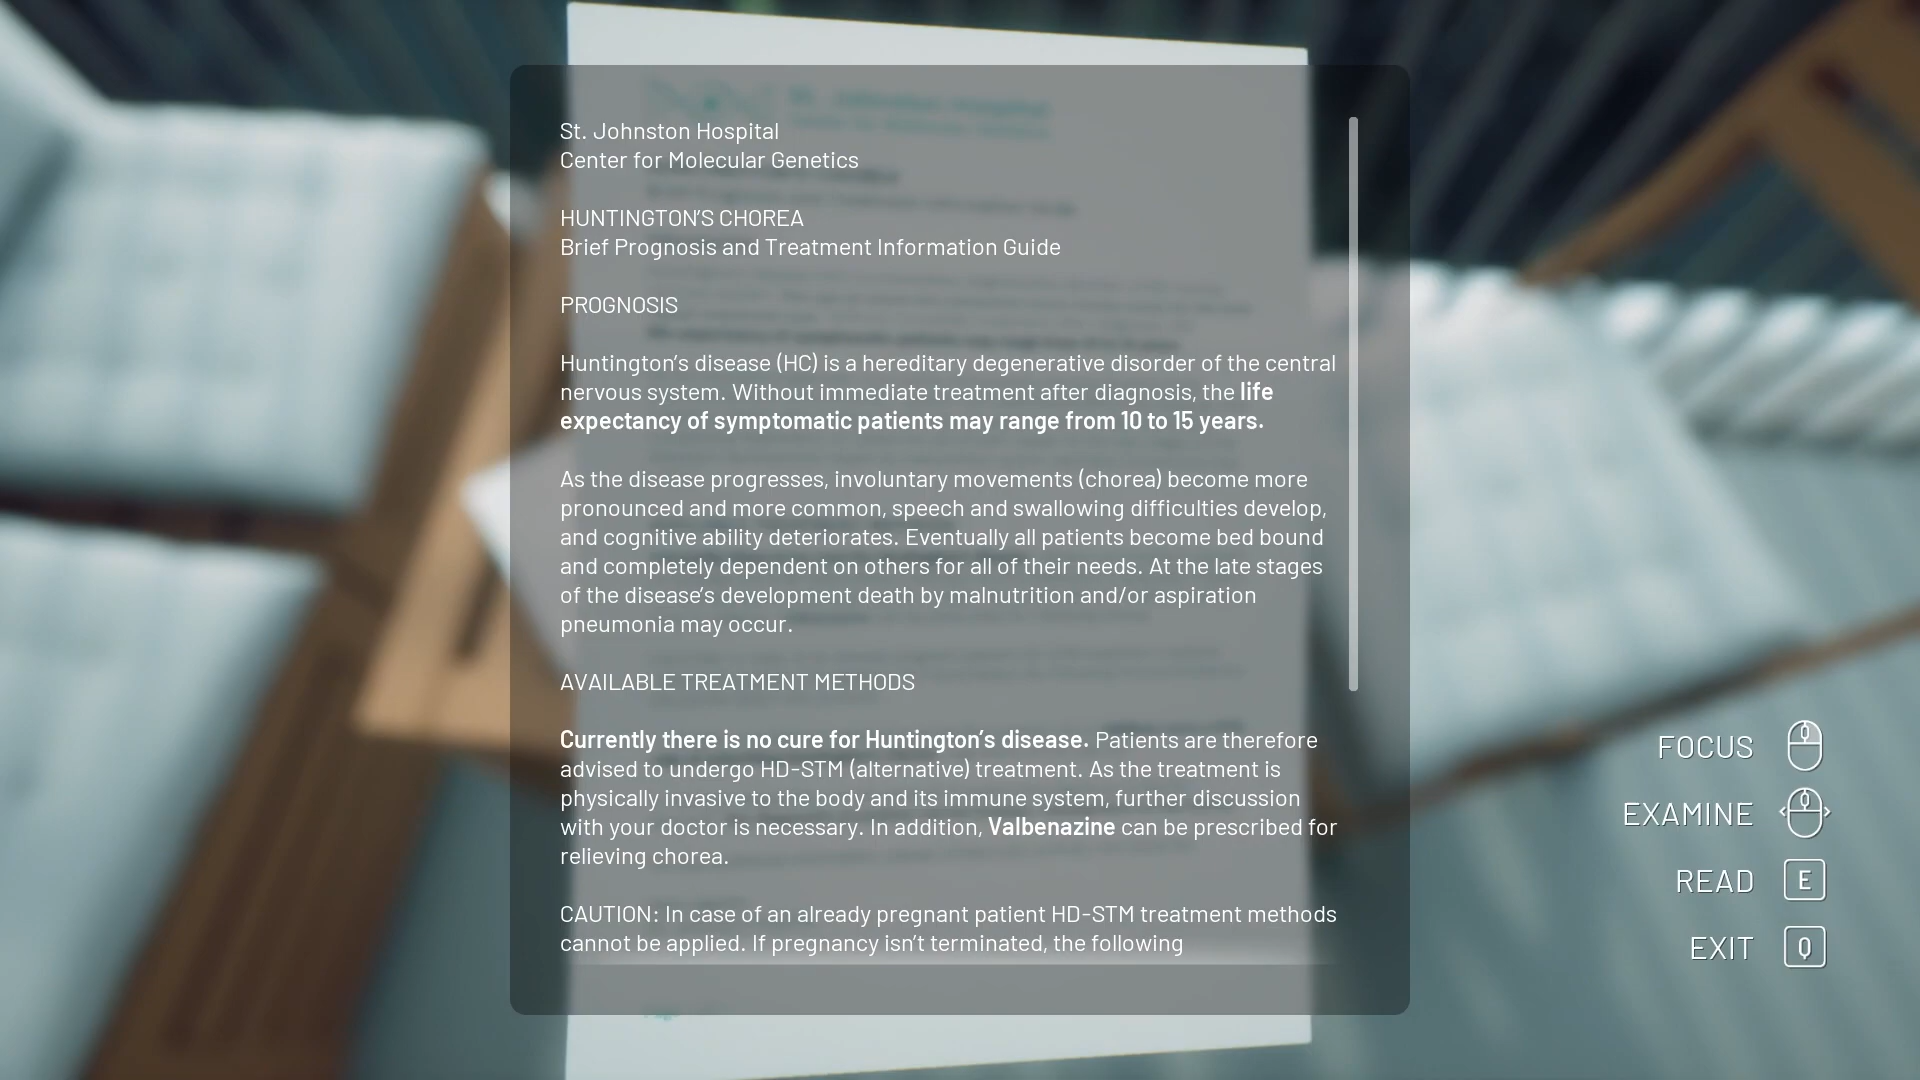 St. Johnston Hospital
Center for Molecular Genetics
HUNTINGTON'S CHOREA
Brief Prognosis and Treatment Information Guide
PROGNOSIS
Huntington's disease (HC) is a hereditary degenerative disorder of the central
nervous system. Without immediate treatment after diagnosis, the life
expectancy of symptomatic patients may range from 10 to 15 years.
As the disease progresses, involuntary movements (chorea) become more
pronounced and more common, speech and swallowing difficulties develop,
and cognitive ability deteriorates. Eventually all patients become bed bound
and completely dependent on others for all of their needs. At the late stages
of the disease's development death by malnutrition and/or aspiration
pneumonia may occur.
AVAILABLE TREATMENT METHODS
Currently there is no cure for Huntington's disease. Patients are therefore
advised to undergo HD-STM (alternative) treatment. As the treatment is
physically invasive to the body and its immune system, further discussion
with your doctor is necessary. In addition, Valbenazine can be prescribed for
relieving chorea.
CAUTION: In case of an already pregnant patient HD-STM treatment methods
cannot be applied. If pregnancy isn't terminated, the following
FOCUS
EXAMINE
READ E
EXIT Q